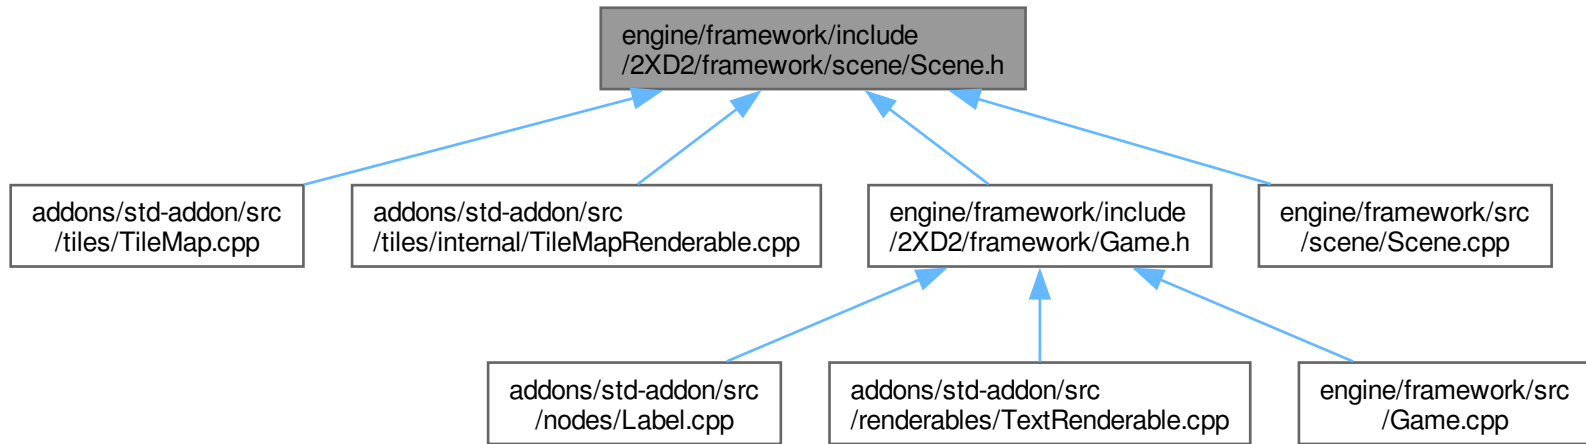 engine/framework/include
/2XD2/framework/scene/Scene.h
addons/std-addon/src
/tiles/TileMap.cpp
addons/std-addon/src
/tiles/internal/TileMapRenderable.cpp
engine/framework/include
/2XD2/framework/Game.h
engine/framework/src
/scene/Scene.cpp
addons/std-addon/src
/nodes/Label.cpp
addons/std-addon/src
/renderables/TextRenderable.cpp
engine/framework/src
/Game.cpp